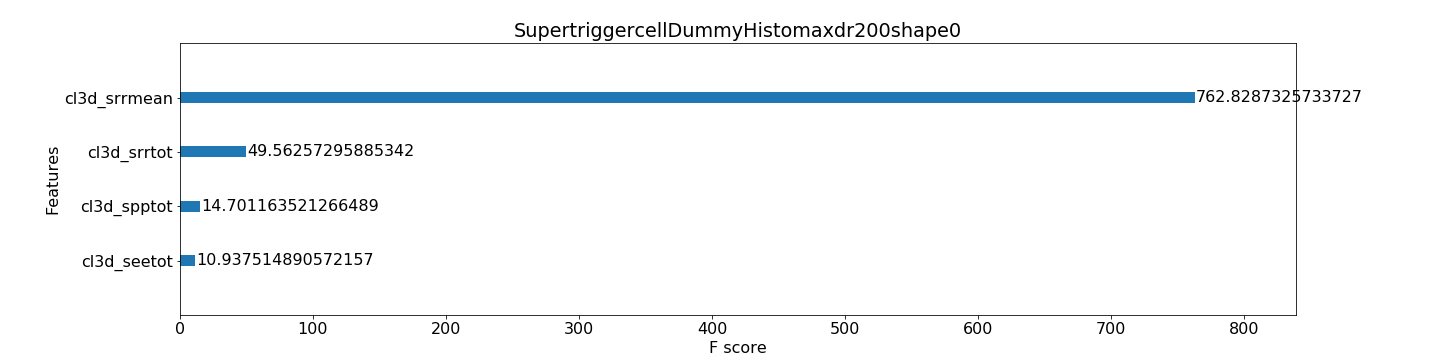 SupertriggercellDummyHistomaxdr200shape0
cl3d_srrmean
762.8287325733727
cl3d_srrtot
49.56257295885342
cl3d_spptot
14.701163521266489
cl3d_seetot
10.937514890572157
Features
0 100 200 300 400 500 600 700 800
F score